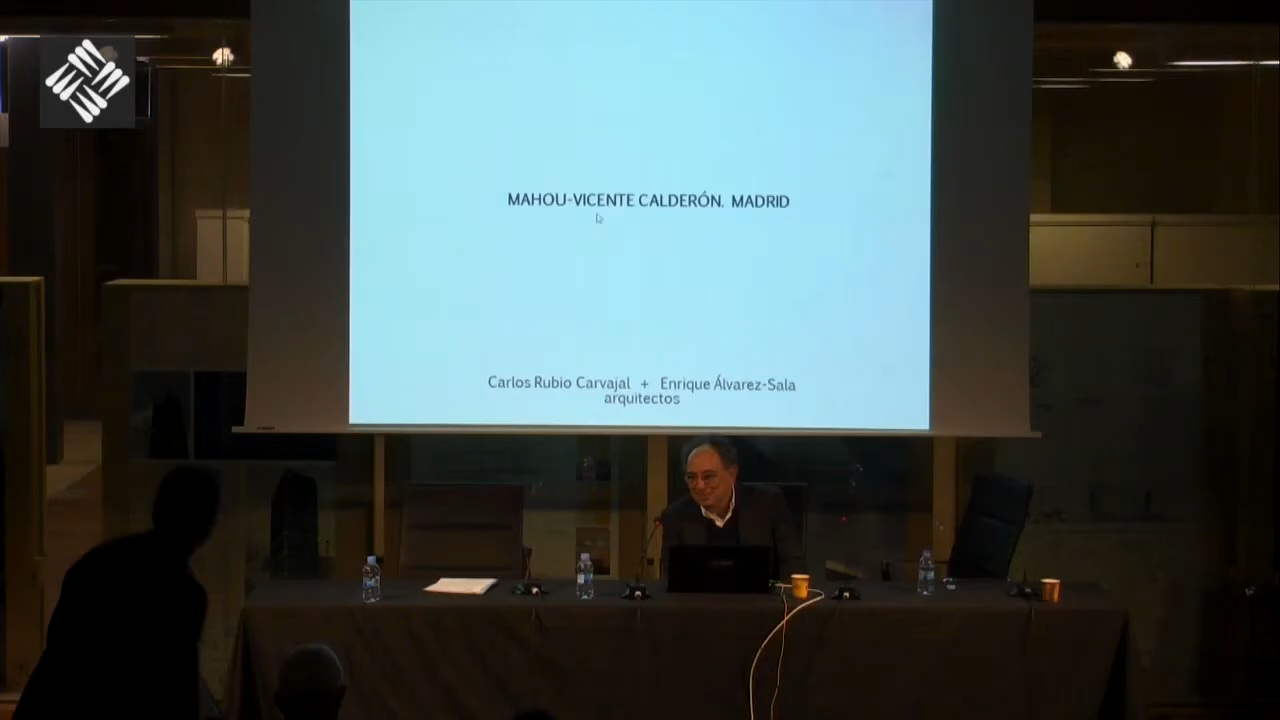 MAHOU-VICENTE CALDERÓN. MADRID
Carlos Rubio Carvajal + Enrique Álvarez-Sala
arquitectos